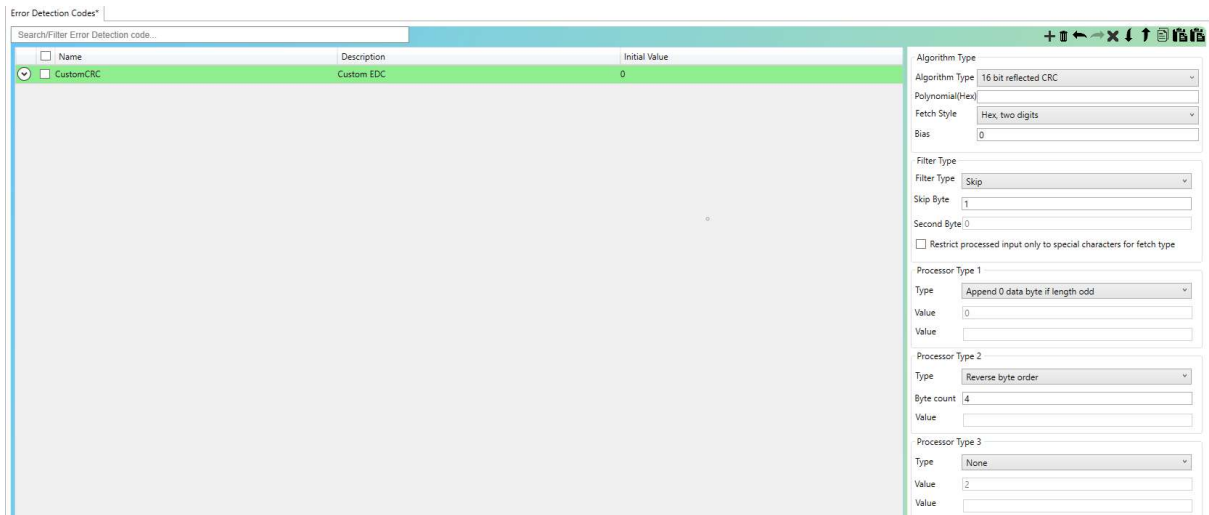 Error Detection Codes*
Search/Filter Error Detection code...
Name Description Initial Value
CustomCRC Custom EDC 0
Algorithm Type
Algorithm Type 16 bit reflected CRC
Polynomial(Hex)
Fetch Style Hex, two digits
Bias 0
Filter Type
Filter Type Skip
Skip Byte 1
Second Byte 0
Restrict processed input only to special characters for fetch type
Processor Type 1
Type Append 0 data byte if length odd
Value 0
Value
Processor Type 2
Type Reverse byte order
Byte count 4
Value
Processor Type 3
Type None
Value 2
Value